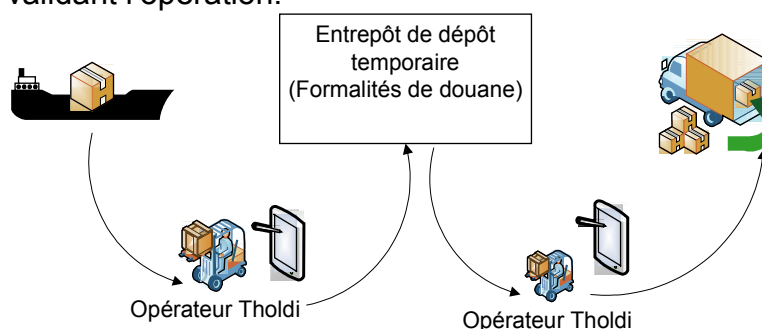 validant l'opération.
Entrepôt de dépôt
temporaire
(Formalités de douane)
Opérateur Tholdi
Opérateur Tholdi